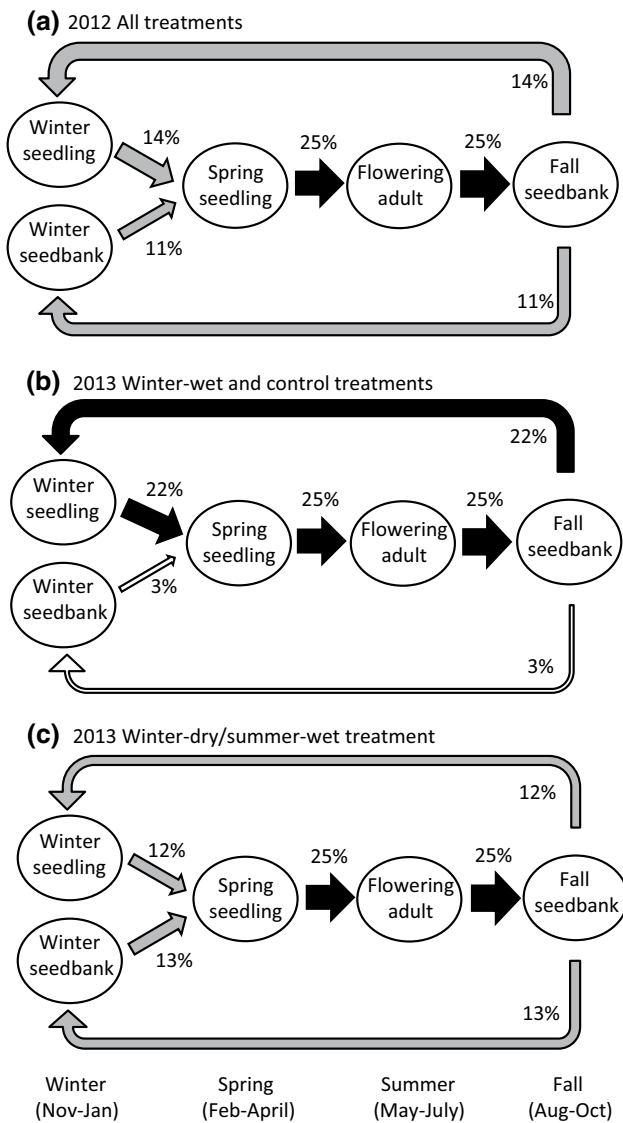 (a) 2012 All treatments
14%
Winter
seedling
14%
25%
25%
Spring
seedling
Flowering
adult
Fall
seedbank
Winter
seedbank
11%
11%
(b) 2013 Winter-wet and control treatments
22%
Winter
seedling
22%
25%
25%
Spring
seedling
Flowering
adult
Fall
seedbank
Winter
seedbank
3%
3%
(c) 2013 Winter-dry/summer-wet treatment
12%
Winter
seedling
12%
25%
25%
Spring
seedling
Flowering
adult
Fall
seedbank
Winter
seedbank
13%
13%
Winter
(Nov-Jan)
Spring
(Feb-April)
Summer
(May-July)
Fall
(Aug-Oct)